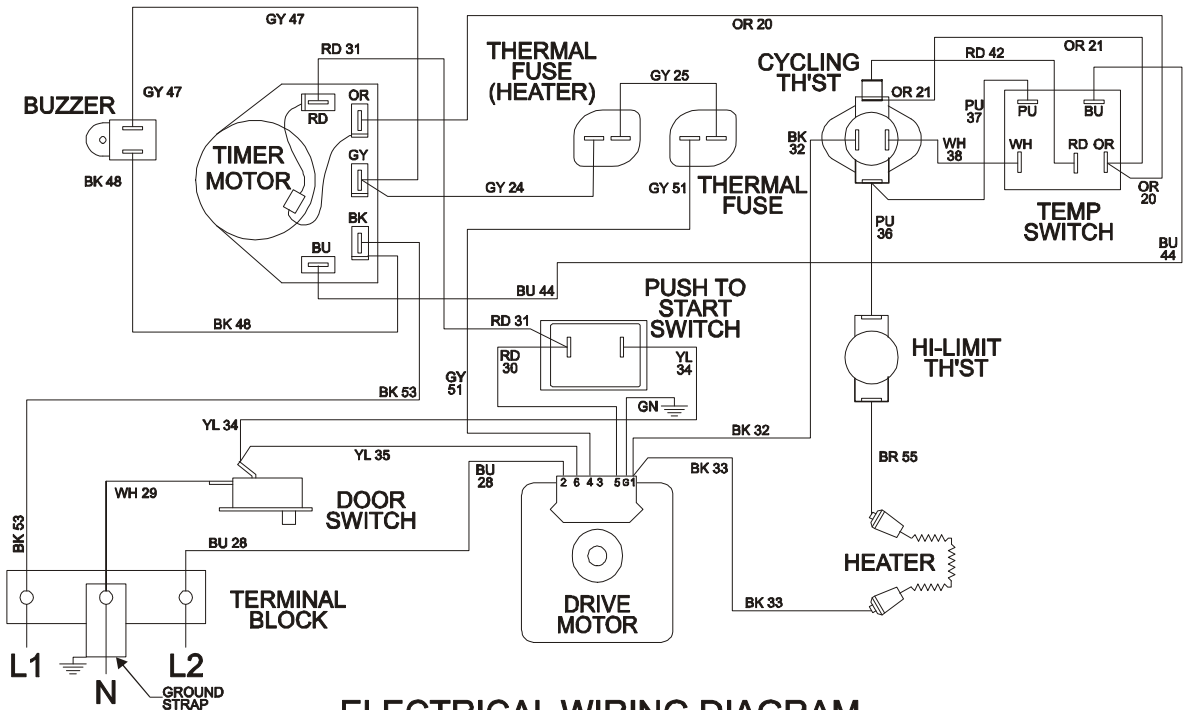 GY 47
OR 20
RD 31
THERMAL
FUSE
(HEATER)
CYCLING
TH'ST
RD 42
OR 21
GY 25
BUZZER
GY 47
OR
RD
OR 21
PU
37
PU
BU
TIMER
MOTOR
GY
BK
32
WH
38
WH
RD
OR
BK 48
GY 24
GY 51
THERMAL
FUSE
OR
20
BK
TEMP
SWITCH
PU
36
BU
BU
44
BU 44
PUSH TO
START
SWITCH
BK 48
RD 31
RD
30
YL
34
HI-LIMIT
TH'ST
GY
51
BK 53
GN
YL 34
BK 32
YL 35
BU
28
BK 33
BR 55
WH 29
DOOR
SWITCH
2 6 4 3 5 G 1
BK 53
BU 28
HEATER
TERMINAL
BLOCK
DRIVE
MOTOR
BK 33
L1
N
L2
GROUND
STRAP
ELECTRICAL WIRING DIAGRAM